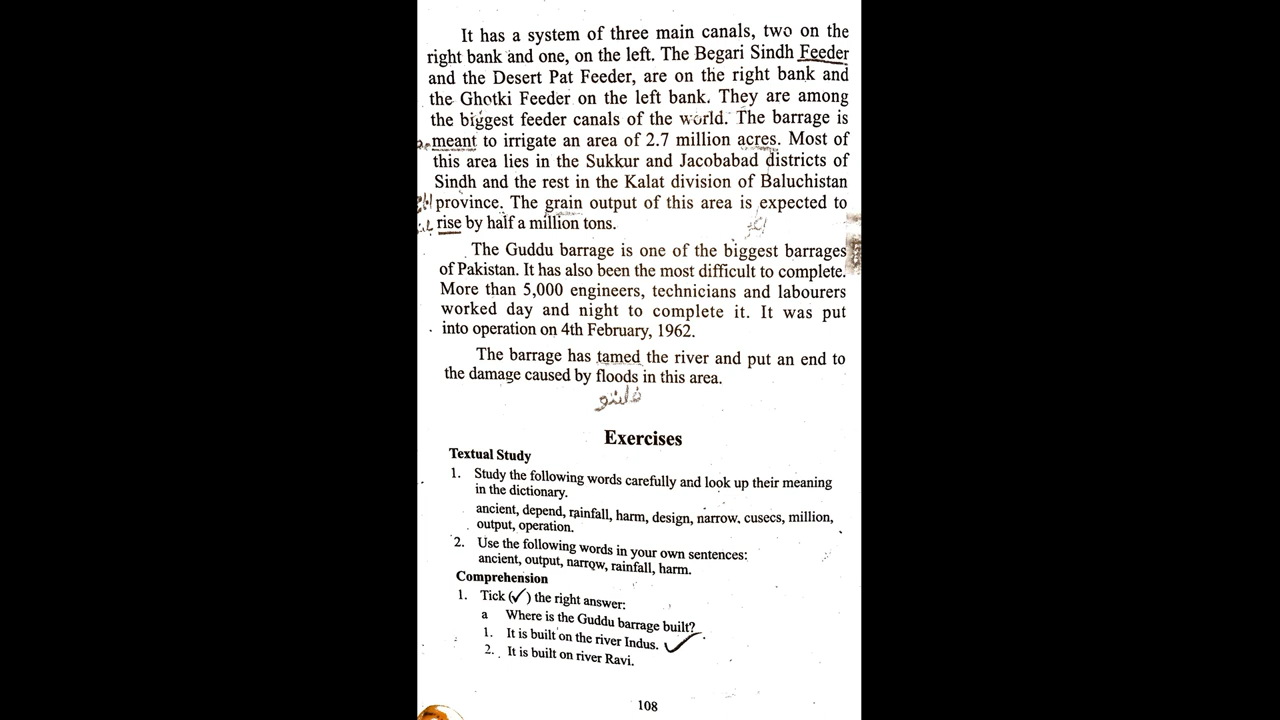 It has a system of three main canals, two on the
right bank and one, on the left. The Begari Sindh Feeder
and the Desert Pat Feeder, are on the right bank and
the Ghotki Feeder on the left bank. They are among
the biggest feeder canals of the world. The barrage is
meant to irrigate an area of 2.7 million acres. Most of
this area lies in the Sukkur and Jacobabad districts of
Sindh and the rest in the Kalat division of Baluchistan
province. The grain output of this area is expected to
rise by half a million tons.
The Guddu barrage is one of the biggest barrages
of Pakistan. It has also been the most difficult to complete.
More than 5,000 engineers, technicians and labourers
worked day and night to complete it. It was put
into operation on 4th February, 1962.
The barrage has tamed the river and put an end to
the damage caused by floods in this area.
Exercises
Textual Study
1. Study the following words carefully and look up their meaning
in the dictionary.
ancient, depend, rainfall, harm, design, narrow, cusecs, million,
output, operation.
2. Use the following words in your own sentences:
ancient, output, narrow, rainfall, harm.
Comprehension
1. Tick (✓) the right answer:
a Where is the Guddu barrage built?
1. It is built on the river Indus. ✓
2. It is built on river Ravi.
108